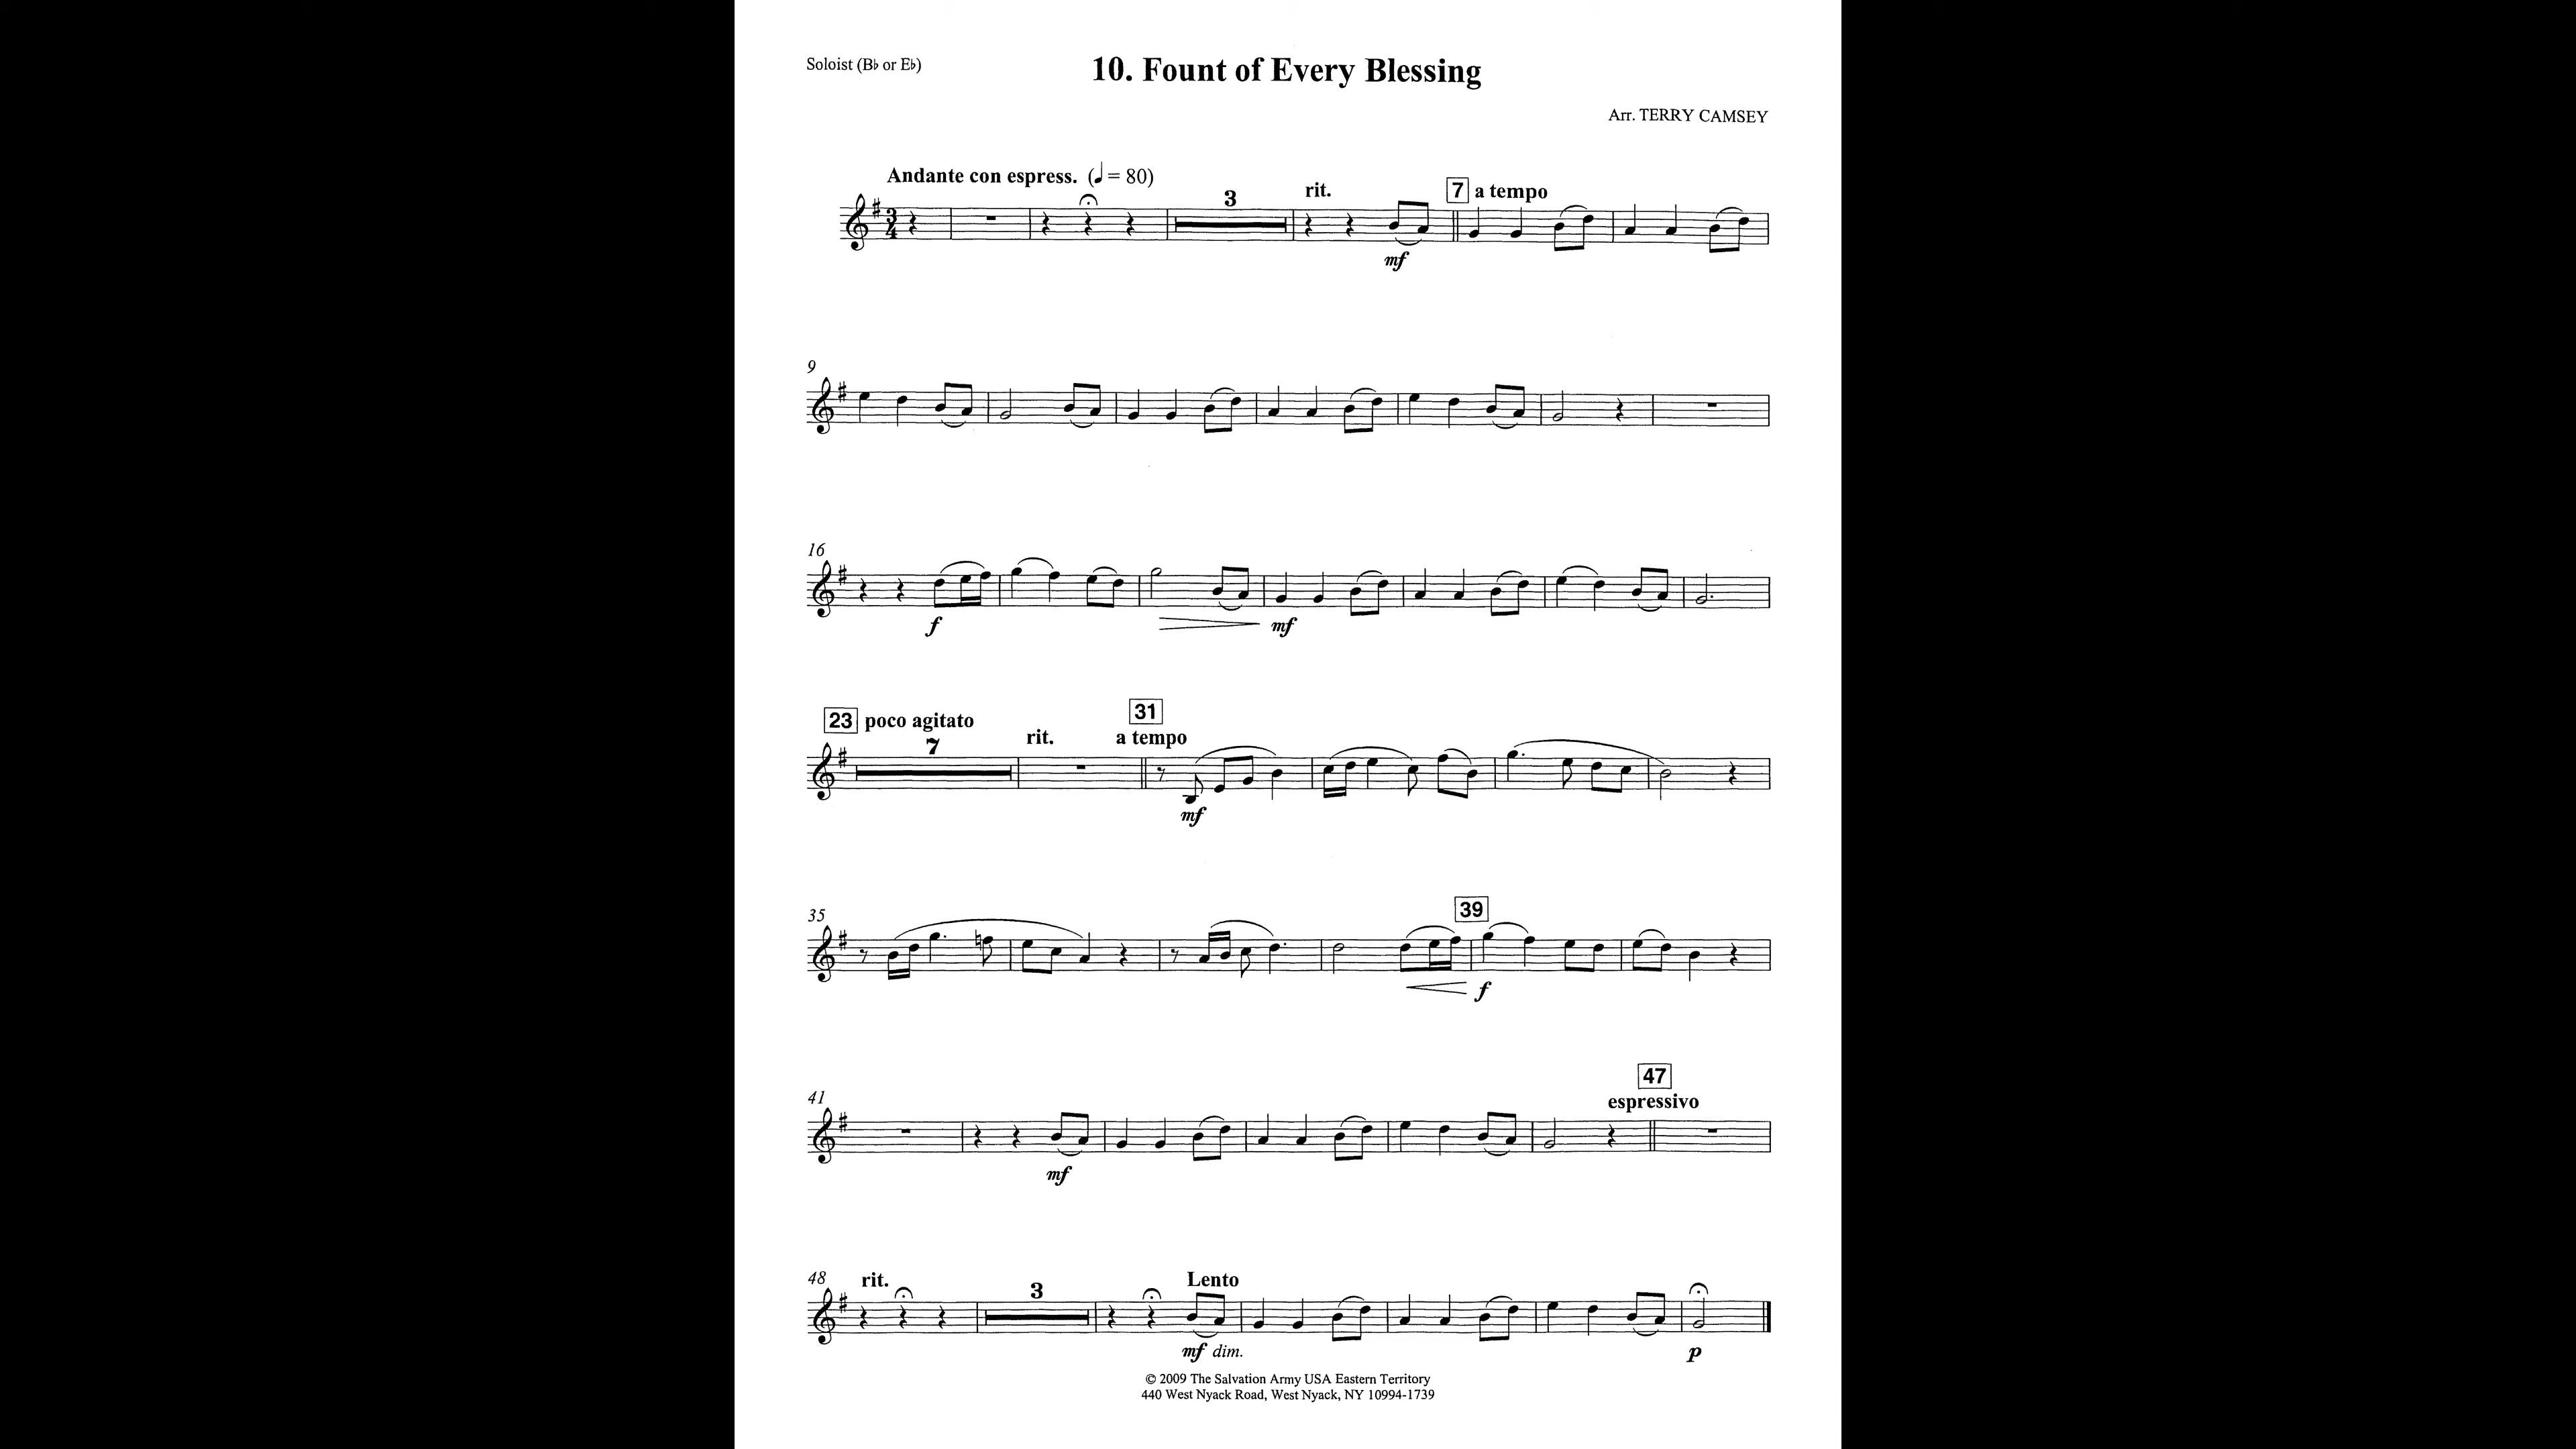 Soloist (B♭ or E♭)
10. Fount of Every Blessing
Arr. TERRY CAMSEY
Andante con espress. (♩ = 80)
3
rit.
7 a tempo
3
4
mf
9
16
f
mf
23 poco agitato
7
rit.
31
a tempo
mf
35
39
f
41
47
espressivo
mf
48
rit.
3
Lento
mf dim.
p
© 2009 The Salvation Army USA Eastern Territory
440 West Nyack Road, West Nyack, NY 10994-1739